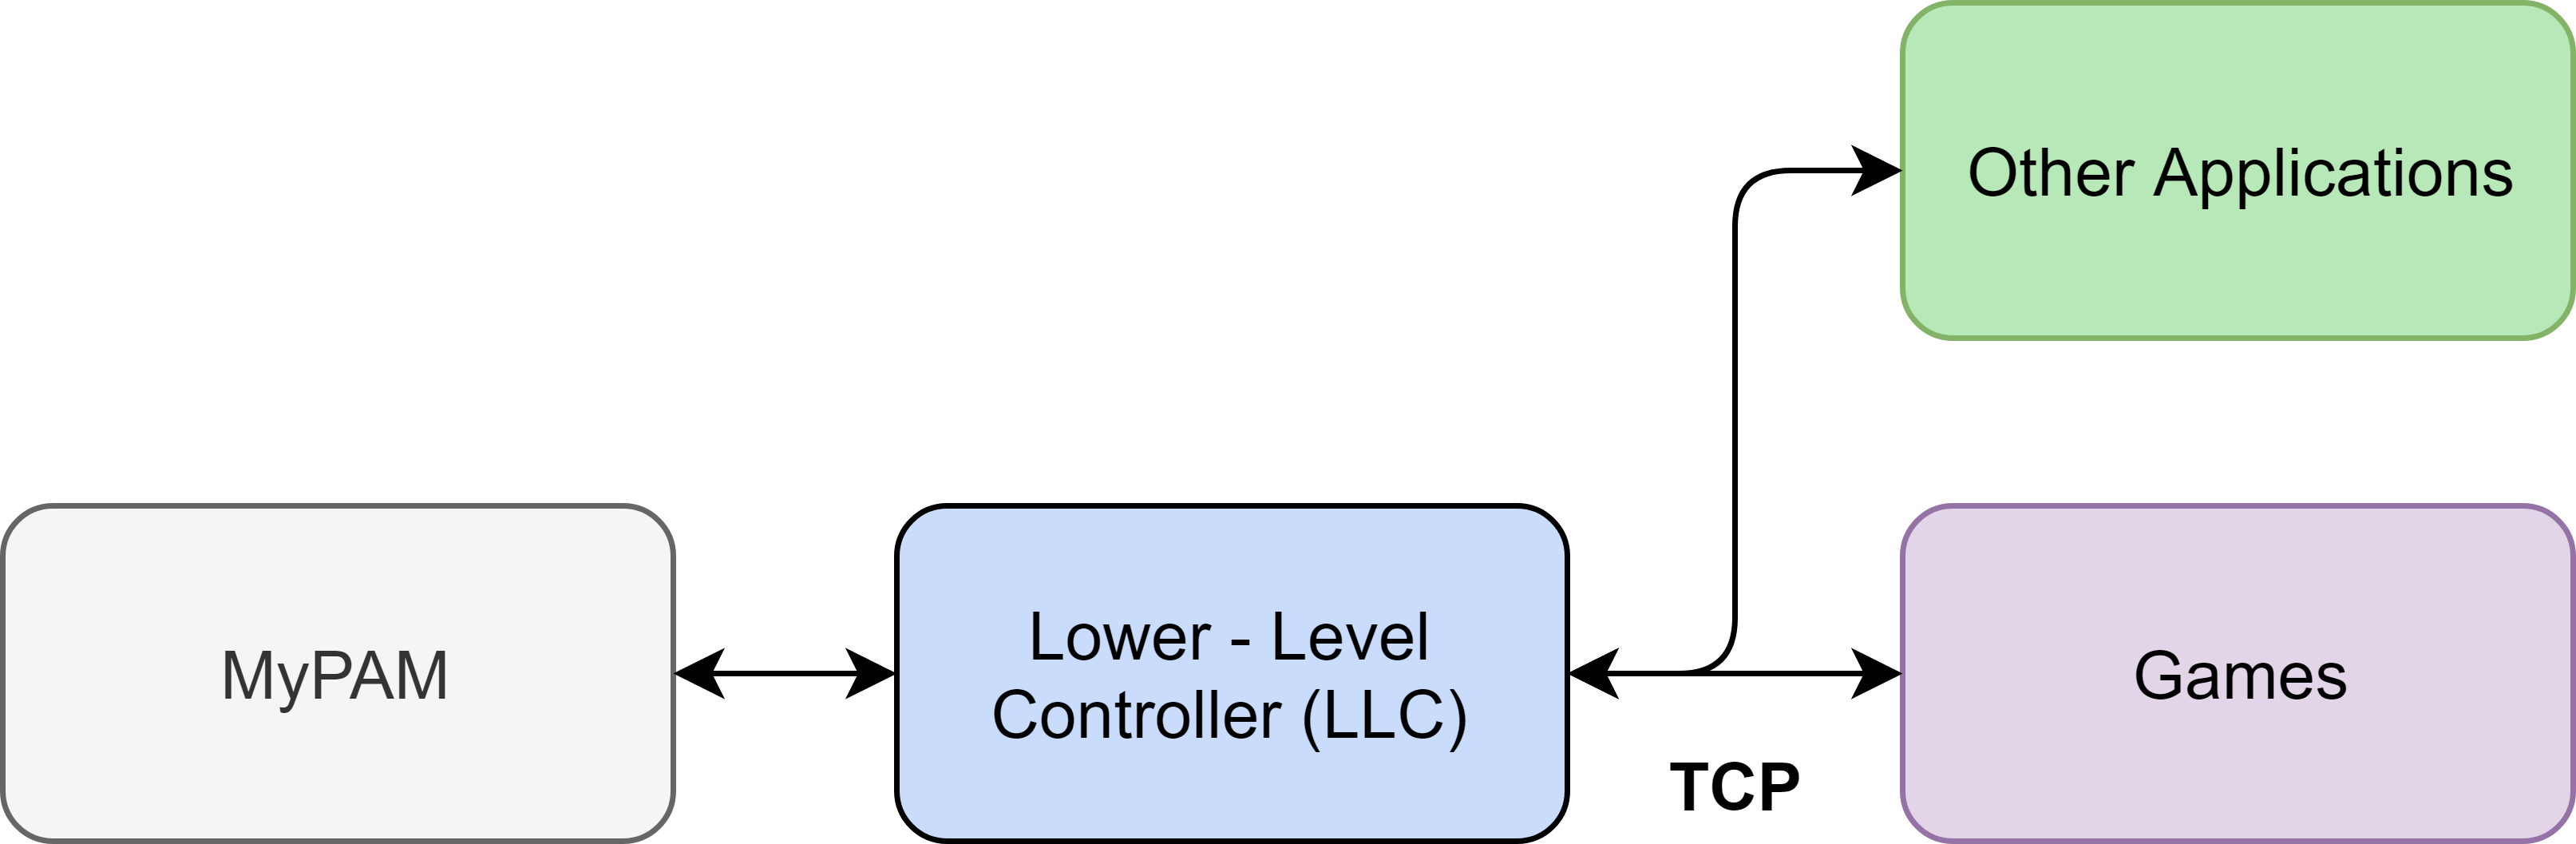 Other Applications
MyPAM
Lower - Level
Controller (LLC)
TCP
Games